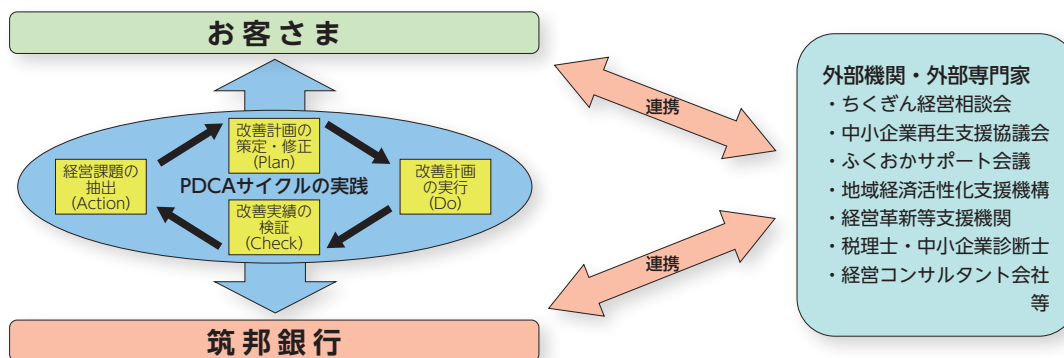 お客さま
改善計画の
策定・修正
(Plan)
経営課題の
抽出
(Action)
PDCAサイクルの実践
改善計画
の実行
(Do)
改善実績の
検証
(Check)
筑邦銀行
連携
連携
外部機関・外部専門家
・ちくぎん経営相談会
・中小企業再生支援協議会
・ふくおかサポート会議
・地域経済活性化支援機構
・経営革新等支援機関
・税理士・中小企業診断士
・経営コンサルタント会社
等